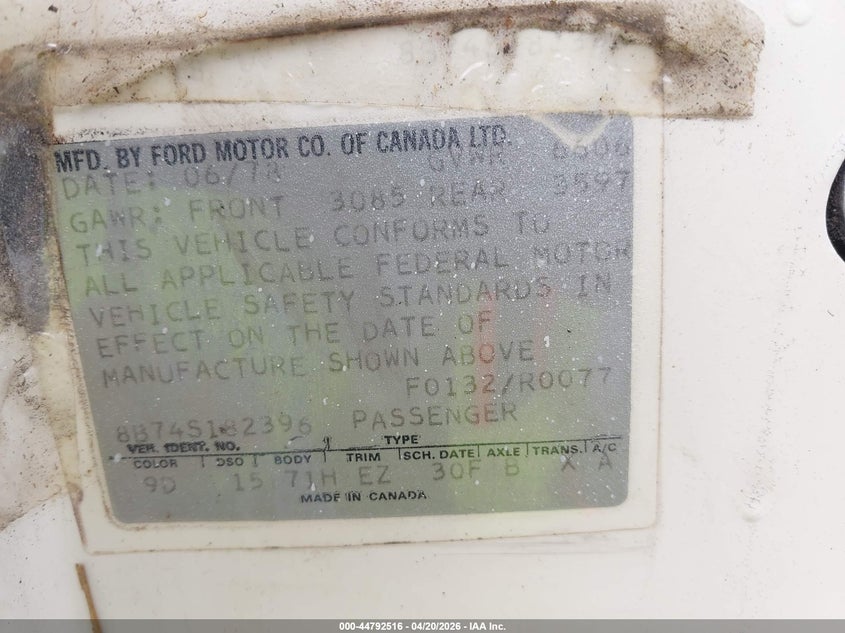 MFD. BY FORD MOTOR CO. OF CANADA LTD.
DATE: 06/78 GVWR 6506
GAWR: FRONT 3085 REAR 3597
THIS VEHICLE CONFORMS TO
ALL APPLICABLE FEDERAL MOTOR
VEHICLE SAFETY STANDARDS IN
EFFECT ON THE DATE OF
MANUFACTURE SHOWN ABOVE
F0132/R0077
8B74S182396 PASSENGER
VEH. IDENT. NO. TYPE
COLOR DSO BODY TRIM SCH. DATE AXLE TRANS. A/C
9D 15 71H EZ 30F B X A
MADE IN CANADA
000-44792516 - 04/20/2026 - IAA Inc.